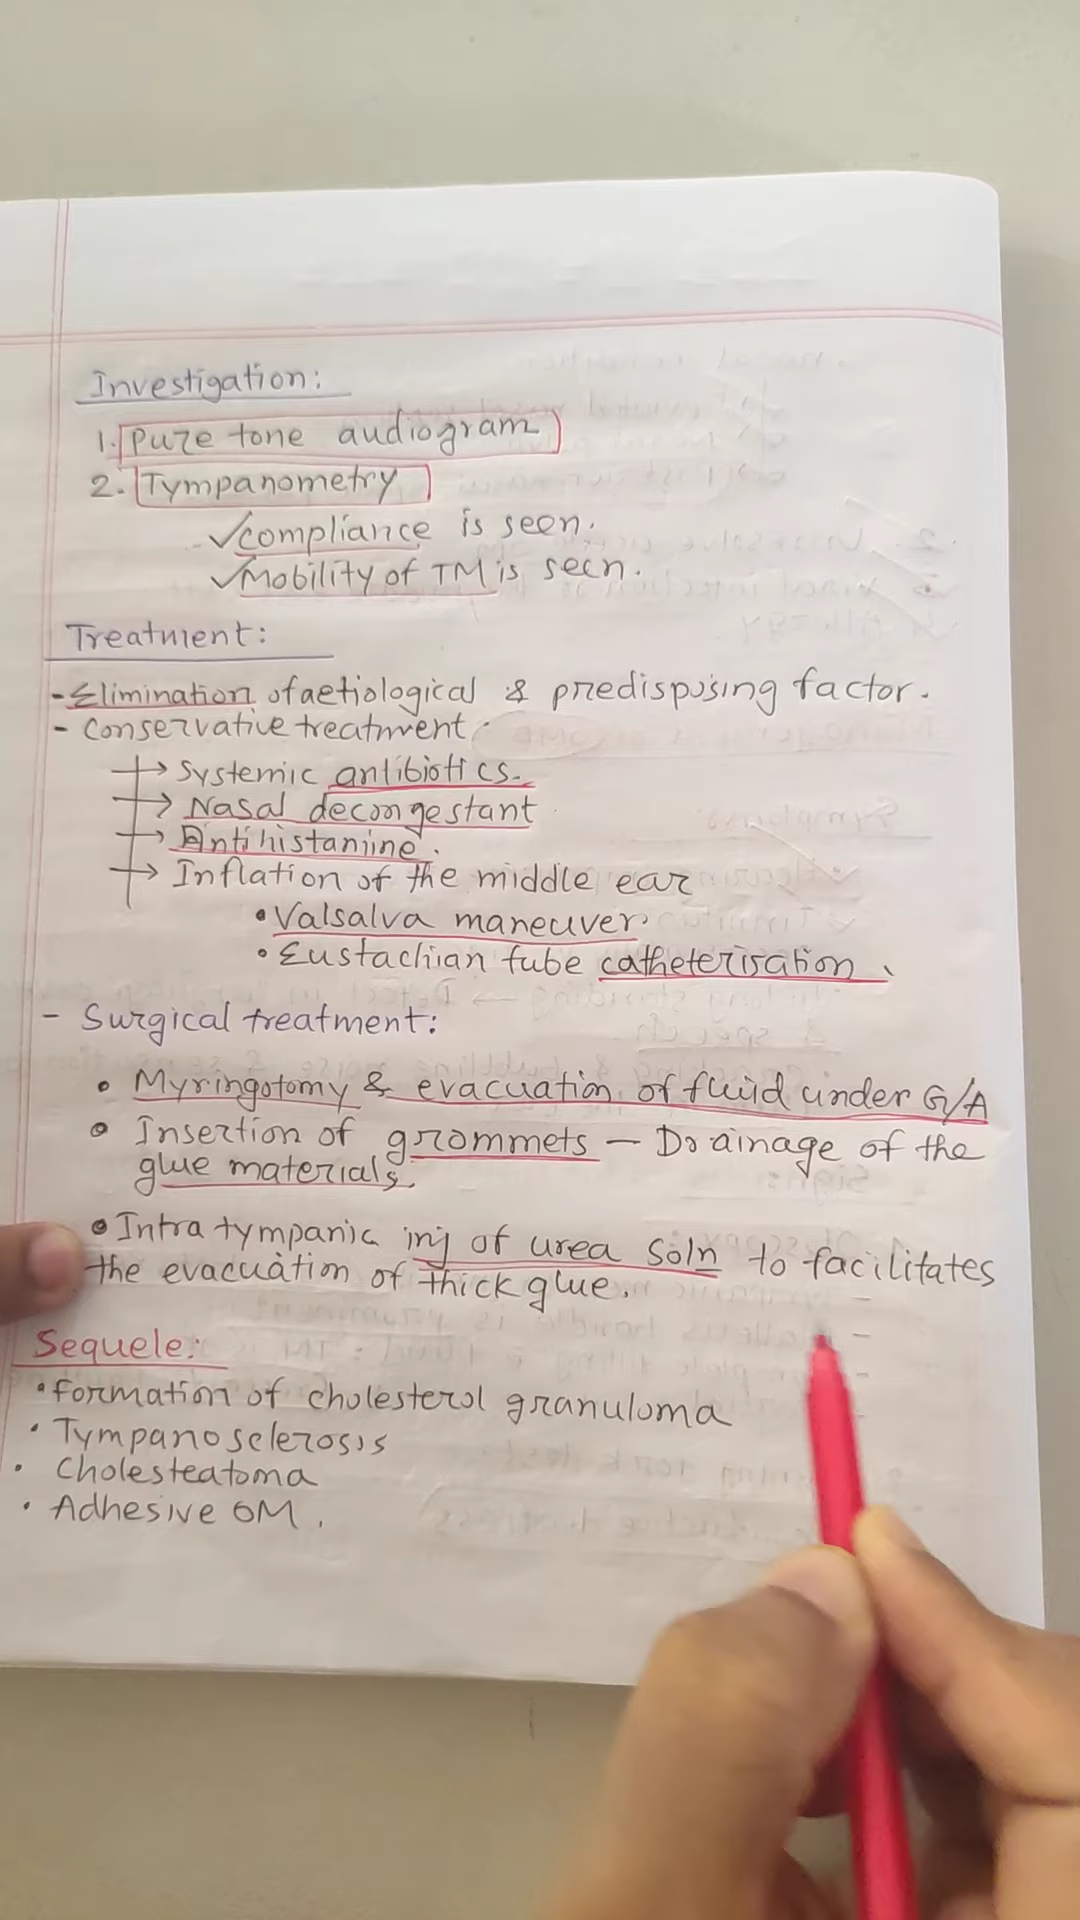 Investigation:
1. Pure tone audiogram
2. Tympanometry
✓compliance is seen.
✓Mobility of TM is seen.
Treatment:
- Elimination of aetiological & predisposing factor.
- Conservative treatment
→ Systemic antibiotics.
→ Nasal decongestant
→ Antihistamine.
→ Inflation of the middle ear
• Valsalva maneuver.
• Eustachian tube catheterisation.
- Surgical treatment:
• Myringotomy & evacuation of fluid under G/A
• Insertion of grommets - Drainage of the
glue materials.
• Intra tympanic inj of urea soln to facilitates
the evacuation of thick glue.
Sequele:
• Formation of cholesterol granuloma
• Tympanosclerosis
• Cholesteatoma
• Adhesive OM.